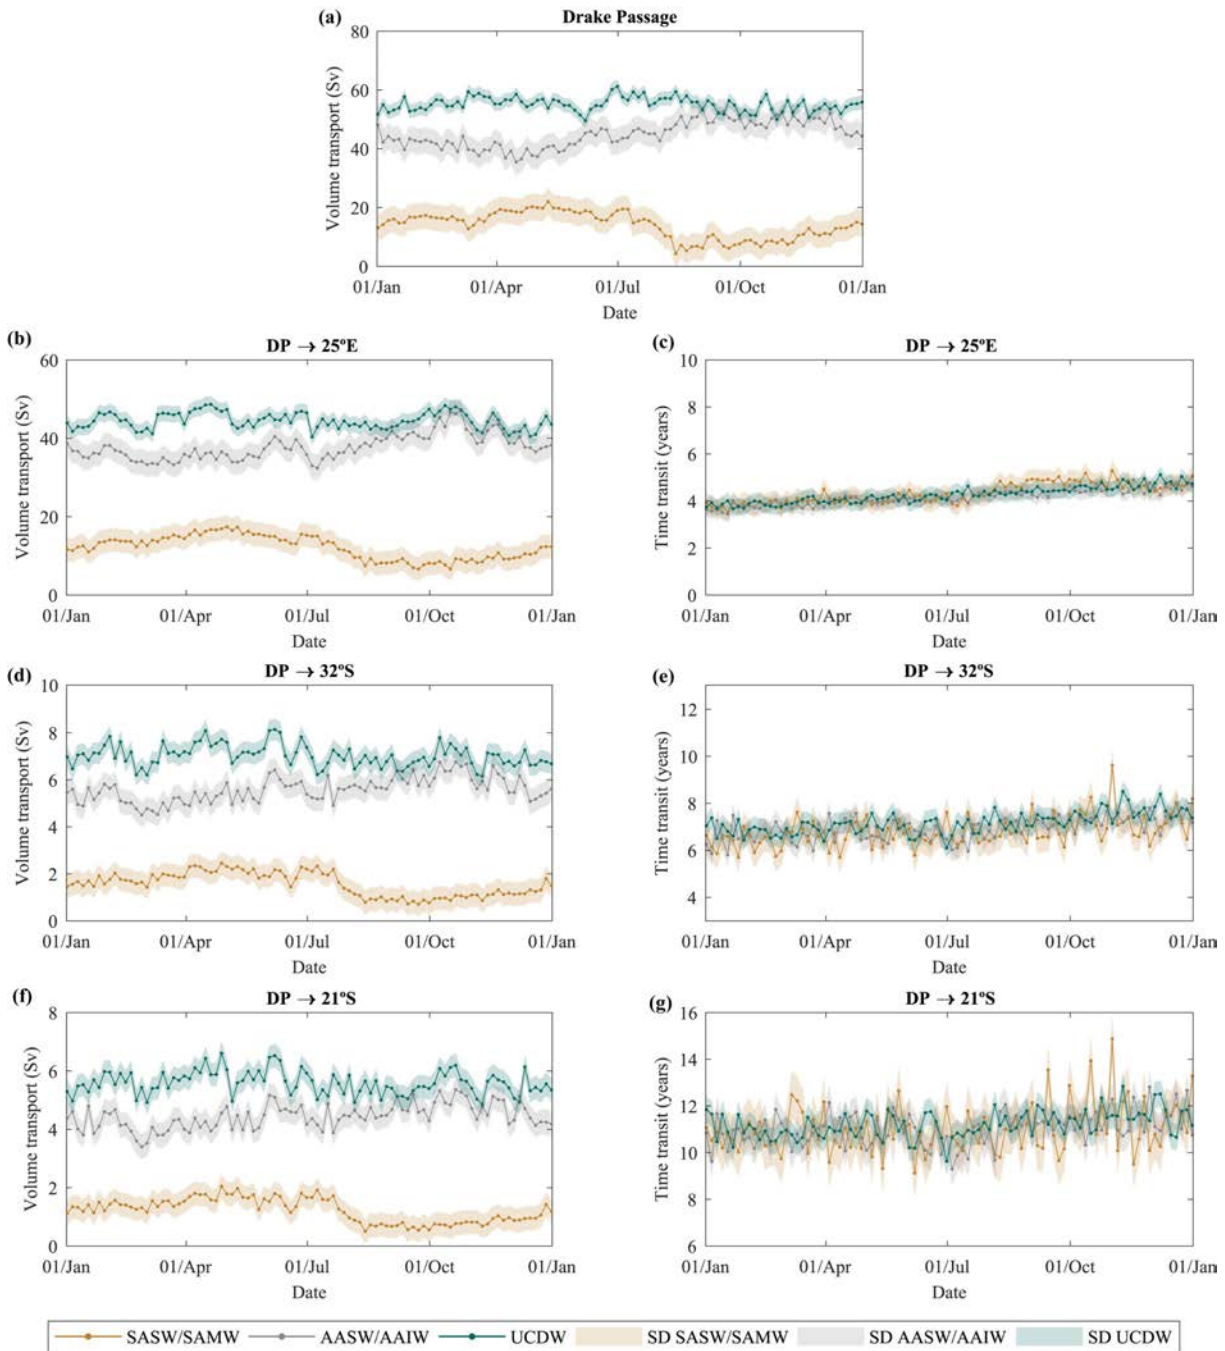 (a)
Drake Passage
Volume transport (Sv)
80
60
40
20
0
01/Jan 01/Apr 01/Jul 01/Oct 01/Jan
Date
(b)
DP → 25ºE
Volume transport (Sv)
60
40
20
0
01/Jan 01/Apr 01/Jul 01/Oct 01/Jan
Date
(c)
DP → 25ºE
Time transit (years)
10
8
6
4
2
0
01/Jan 01/Apr 01/Jul 01/Oct 01/Jan
Date
(d)
DP → 32ºS
Volume transport (Sv)
10
8
6
4
2
0
01/Jan 01/Apr 01/Jul 01/Oct 01/Jan
Date
(e)
DP → 32ºS
Time transit (years)
12
10
8
6
4
01/Jan 01/Apr 01/Jul 01/Oct 01/Jan
Date
(f)
DP → 21ºS
Volume transport (Sv)
8
6
4
2
0
01/Jan 01/Apr 01/Jul 01/Oct 01/Jan
Date
(g)
DP → 21ºS
Time transit (years)
16
14
12
10
8
6
01/Jan 01/Apr 01/Jul 01/Oct 01/Jan
Date
SASW/SAMW AASW/AAIW UCDW SD SASW/SAMW SD AASW/AAIW SD UCDW